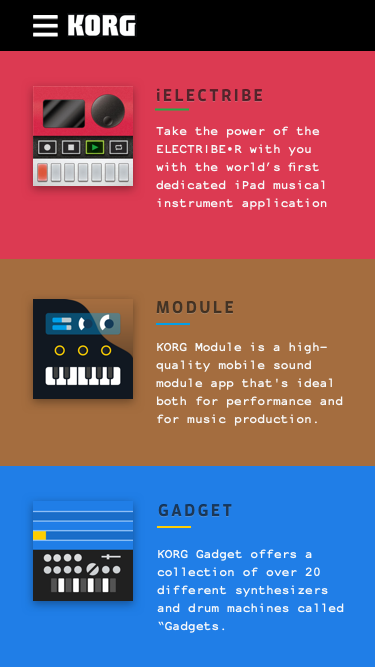 KORG
iELECTRIBE
Take the power of the
ELECTRIBE•R with you
with the world's first
dedicated iPad musical
instrument application
MODULE
KORG Module is a high-
quality mobile sound
module app that's ideal
both for performance and
for music production.
GADGET
KORG Gadget offers a
collection of over 20
different synthesizers
and drum machines called
“Gadgets.